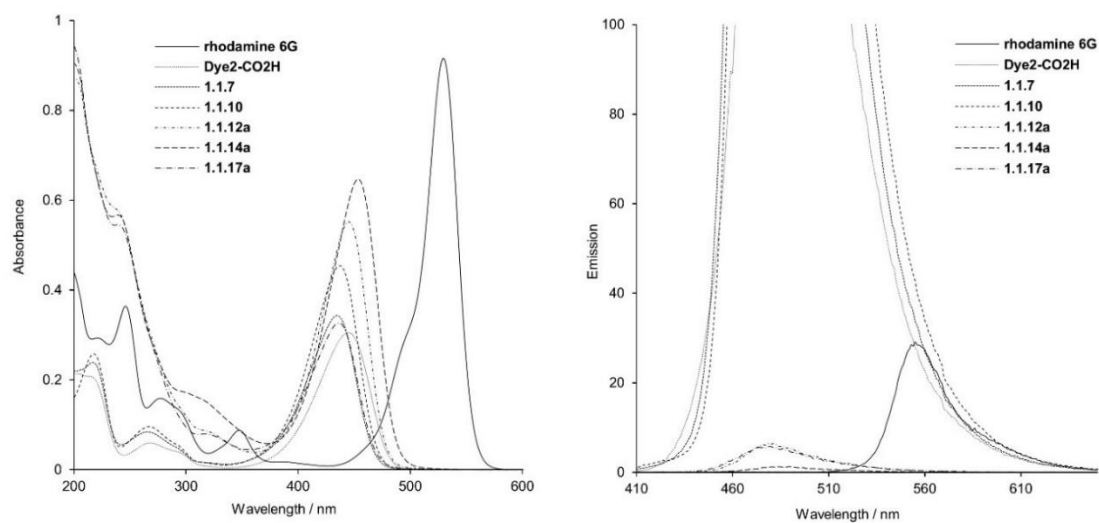 1
0.8
0.6
0.4
0.2
0
Absorbance
200
300
400
500
600
Wavelength / nm
rhodamine 6G
Dye2-CO2H
1.1.7
1.1.10
1.1.12a
1.1.14a
1.1.17a
100
80
60
40
20
0
Emission
410
460
510
560
610
Wavelength / nm
rhodamine 6G
Dye2-CO2H
1.1.7
1.1.10
1.1.12a
1.1.14a
1.1.17a